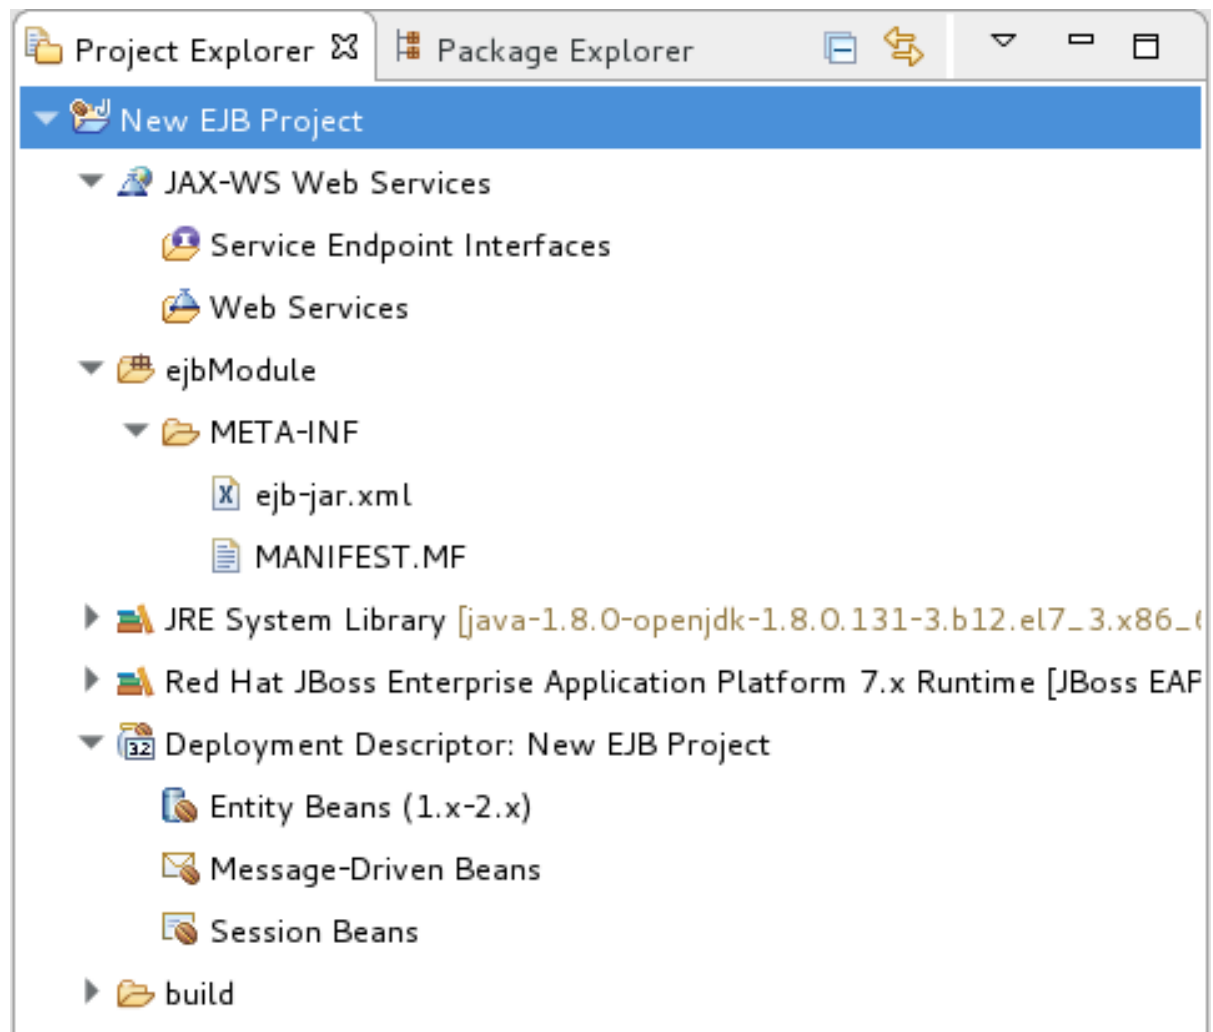 Project Explorer Package Explorer
New EJB Project
JAX-WS Web Services
Service Endpoint Interfaces
Web Services
ejbModule
META-INF
ejb-jar.xml
MANIFEST.MF
JRE System Library [java-1.8.0-openjdk-1.8.0.131-3.b12.el7_3.x86_6
Red Hat JBoss Enterprise Application Platform 7.x Runtime [JBoss EAP
Deployment Descriptor: New EJB Project
Entity Beans (1.x-2.x)
Message-Driven Beans
Session Beans
build